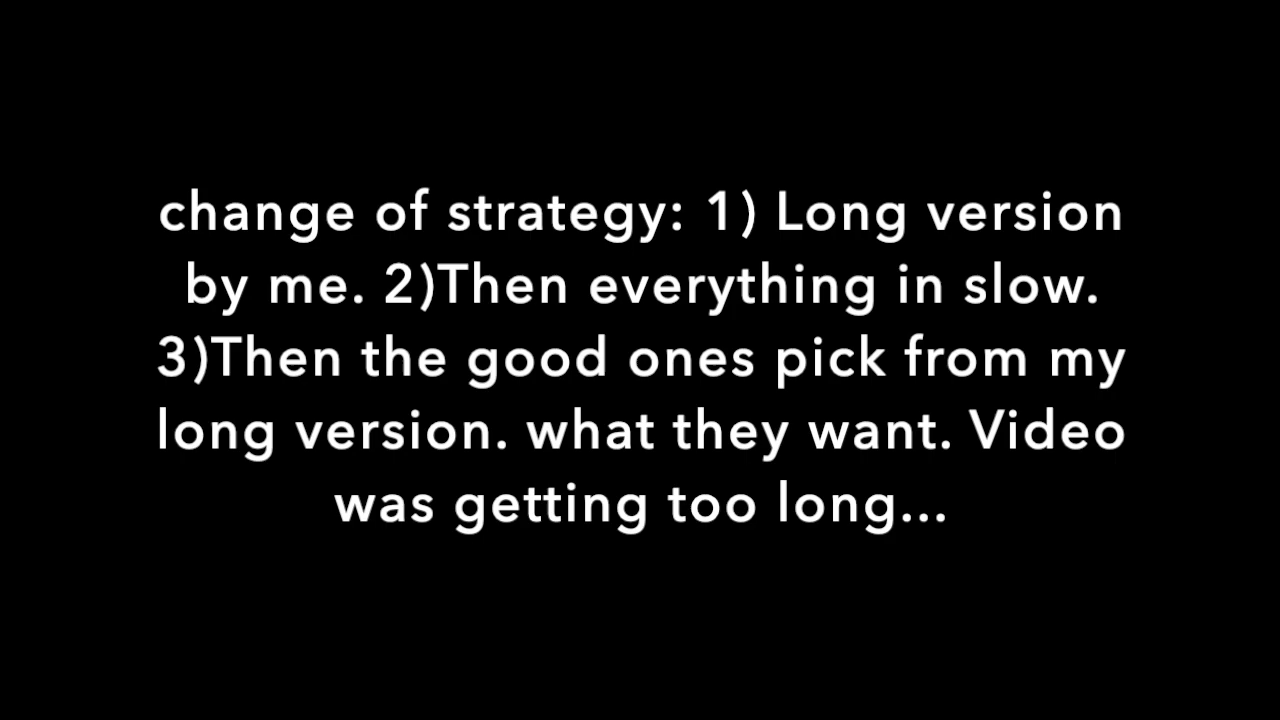 change of strategy: 1) Long version
by me. 2)Then everything in slow.
3)Then the good ones pick from my
long version. what they want. Video
was getting too long...